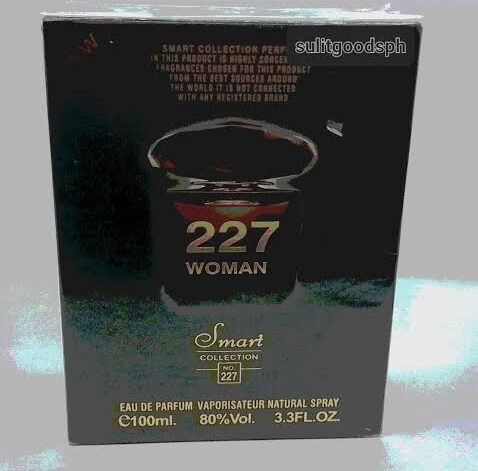 sulitgoodsph
SMART COLLECTION PERF
IN THIS PRODUCT IS HIGHLY CONCEN
FRAGRANCES CHOSEN FOR THIS PRODUCT
FROM THE BEST SOURCES AROUND
THE WORLD IT IS NOT CONNECTED
WITH ANY REGISTERED BRAND
227
WOMAN
Smart
COLLECTION
NO.
227
EAU DE PARFUM VAPORISATEUR NATURAL SPRAY
℮100ml. 80%Vol. 3.3FL.OZ.